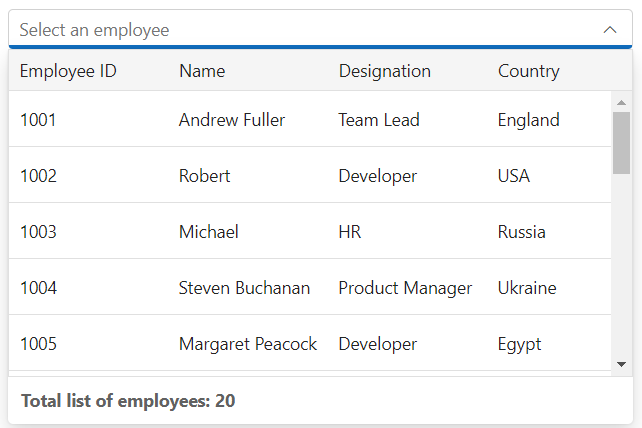 Select an employee
Employee ID Name Designation Country
1001 Andrew Fuller Team Lead England
1002 Robert Developer USA
1003 Michael HR Russia
1004 Steven Buchanan Product Manager Ukraine
1005 Margaret Peacock Developer Egypt
Total list of employees: 20